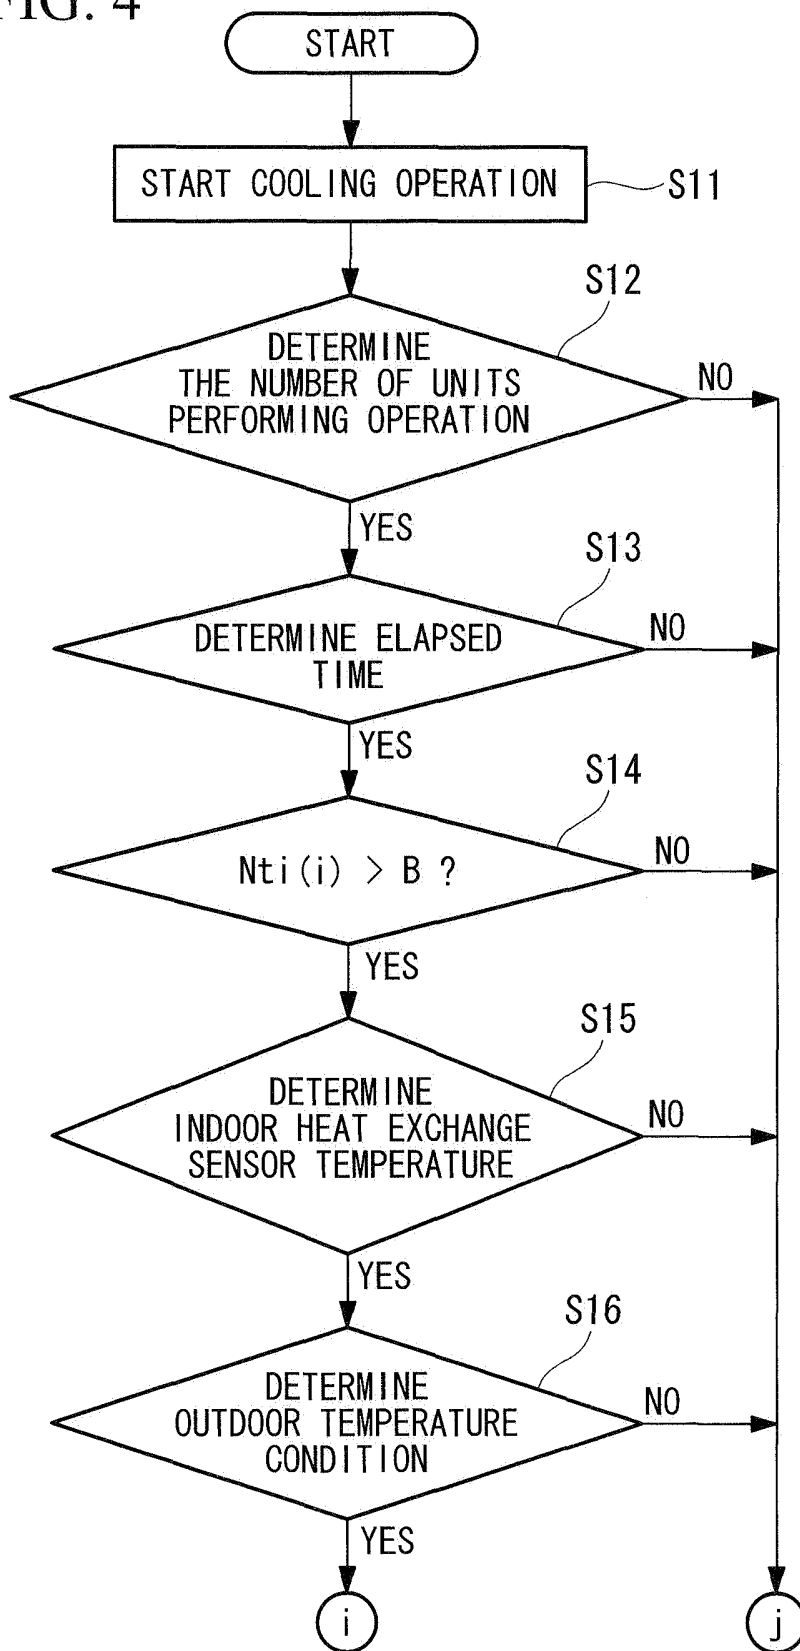 FIG. 4
START
START COOLING OPERATION
S11
S12
DETERMINE
THE NUMBER OF UNITS
PERFORMING OPERATION
NO
YES
S13
DETERMINE ELAPSED
TIME
NO
YES
S14
Nti(i) > B ?
NO
YES
S15
DETERMINE
INDOOR HEAT EXCHANGE
SENSOR TEMPERATURE
NO
YES
S16
DETERMINE
OUTDOOR TEMPERATURE
CONDITION
NO
YES
i
j